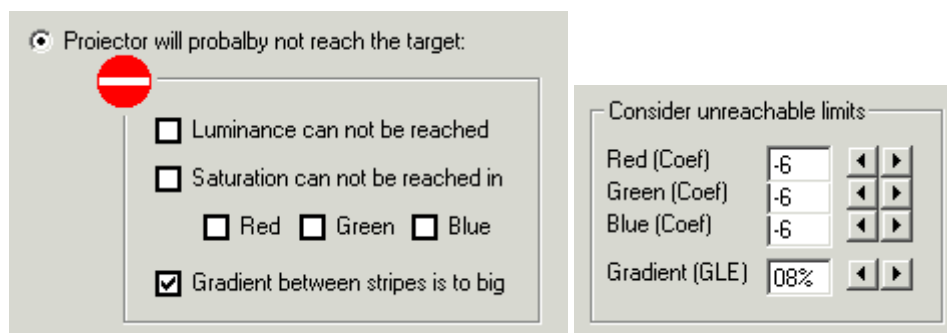 Proiector will probalby not reach the target:
Luminance can not be reached
Saturation can not be reached in
Red Green Blue
Gradient between stripes is to big
Consider unreachable limits
Red (Coef) -6
Green (Coef) -6
Blue (Coef) -6
Gradient (GLE) 08%